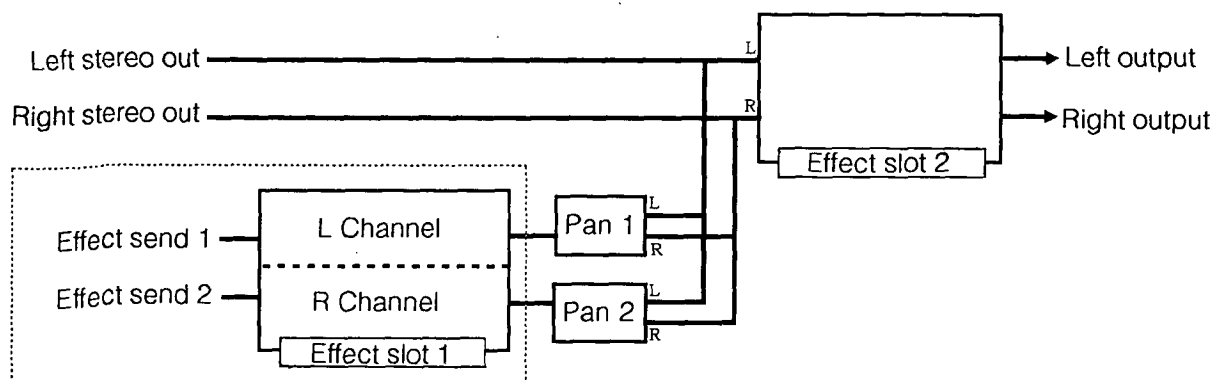 L
Left stereo out
Left output
R
Right stereo out
Right output
Effect slot 2
L
Effect send 1
L Channel
Pan 1
R
L
Effect send 2
R Channel
Pan 2
R
Effect slot 1